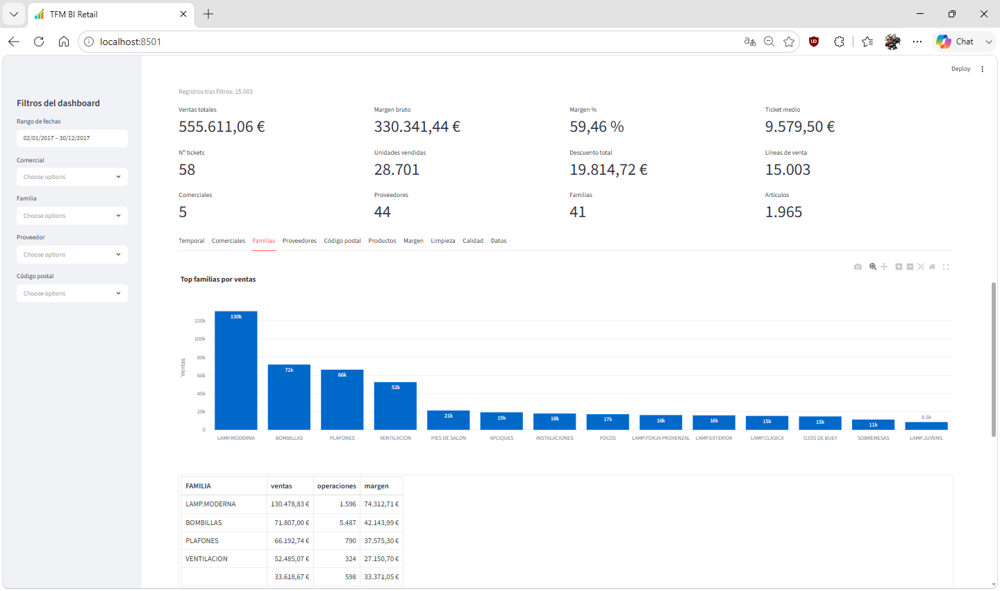 TFM BI Retail
localhost:8501
Chat
Deploy
Filtros del dashboard
Rango de fechas
02/01/2017 – 30/12/2017
Comercial
Choose options
Familia
Choose options
Proveedor
Choose options
Código postal
Choose options
Registros tras filtros: 15.003
Ventas totales Margen bruto Margen % Ticket medio
555.611,06 € 330.341,44 € 59,46 % 9.579,50 €
Nº tickets Unidades vendidas Descuento total Líneas de venta
58 28.701 19.814,72 € 15.003
Comerciales Proveedores Familias Artículos
5 44 41 1.965
Temporal Comerciales Familias Proveedores Código postal Productos Margen Limpieza Calidad Datos
Top familias por ventas
Ventas
120k
100k
80k
60k
40k
20k
0
130k 72k 66k 52k 21k 19k 18k 17k 16k 16k 15k 15k 11k 8.5k
LAMP.MODERNA BOMBILLAS PLAFONES VENTILACION PIES DE SALON APLIQUES INSTALACIONES FOCOS LAMP.FORJA PROVENZAL LAMP.EXTERIOR LAMP.CLASICA OJOS DE BUEY SOBREMESAS LAMP.JUVENIL
FAMILIA ventas operaciones margen
LAMP.MODERNA 130.478,83 € 1.596 74.312,71 €
BOMBILLAS 71.807,00 € 5.487 42.143,99 €
PLAFONES 66.192,74 € 790 37.575,30 €
VENTILACION 52.485,07 € 324 27.150,70 €
33.618,67 € 598 33.371,05 €